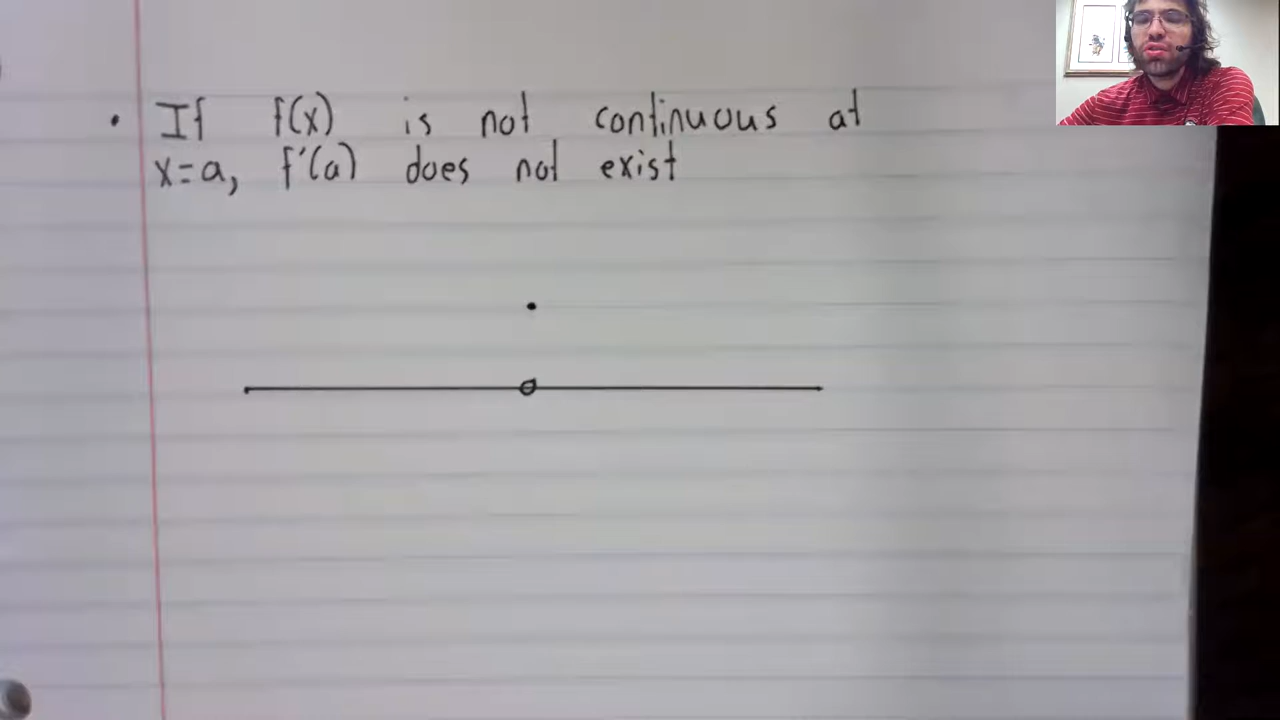 • If f(x) is not continuous at
x=a, f'(a) does not exist